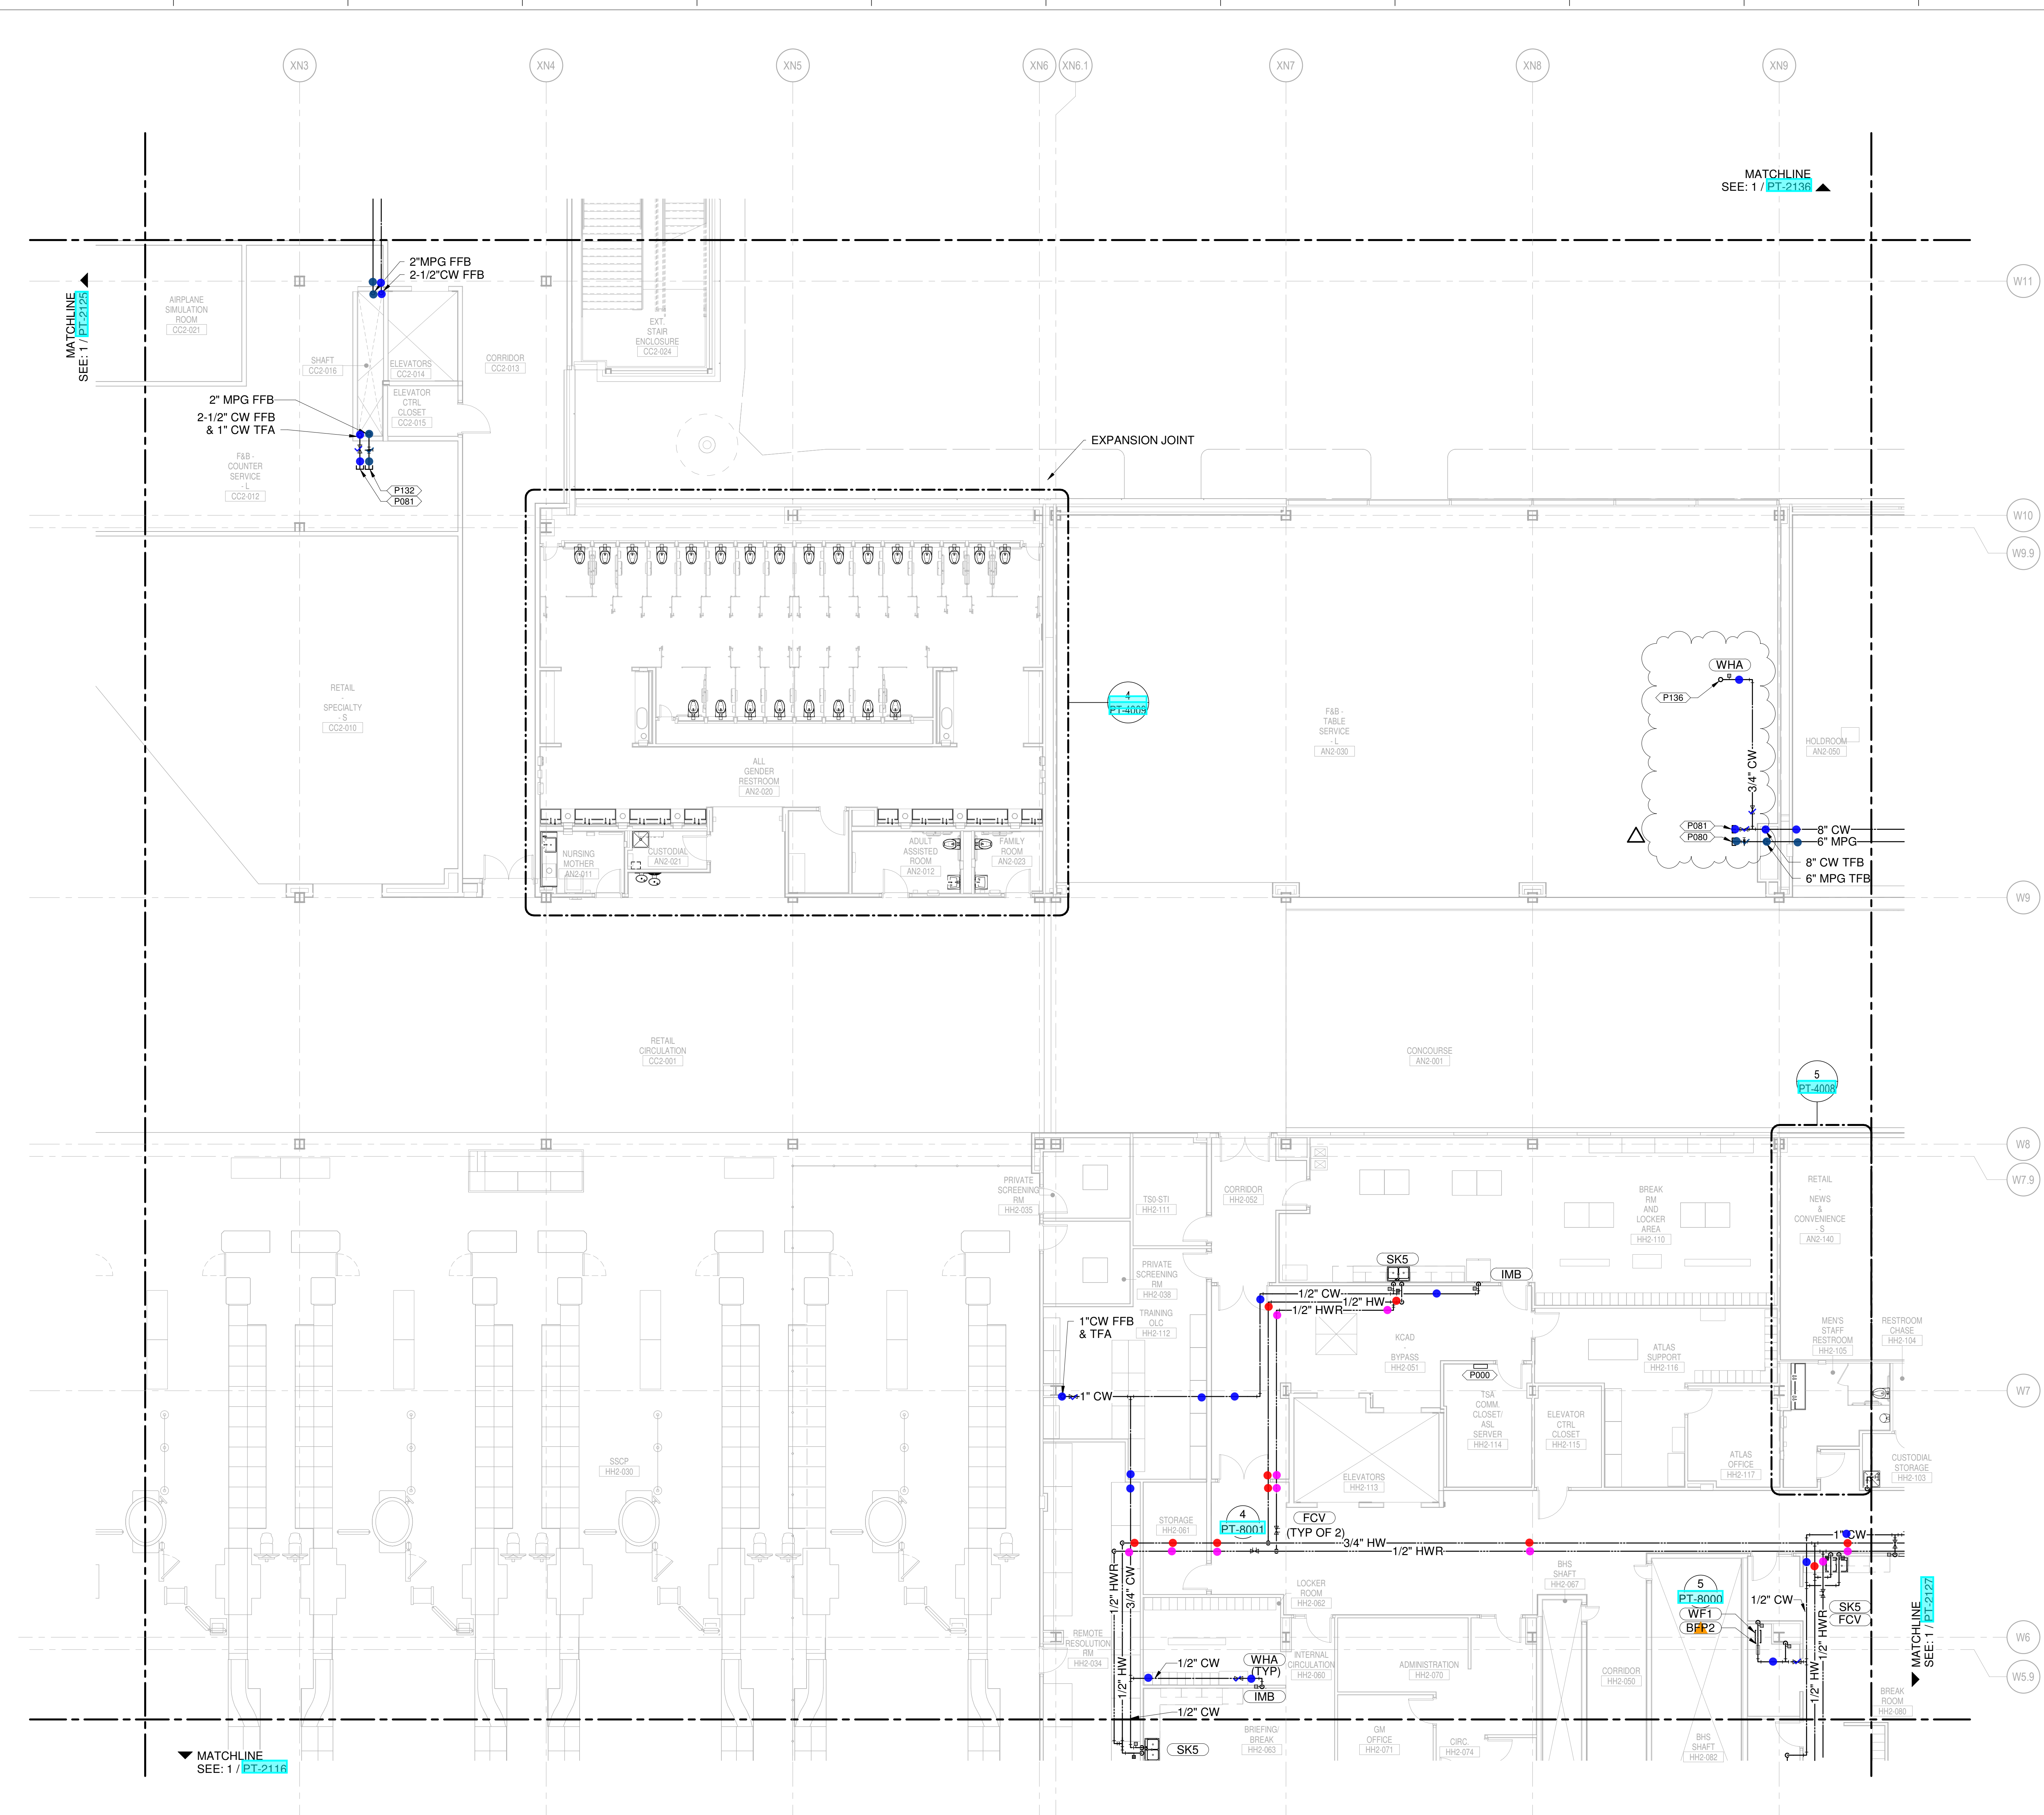 XN3
XN4
XN5
XN6
XN6.1
XN7
XN8
XN9
MATCHLINE
SEE: 1 / PT-2136
MATCHLINE
SEE: 1 / PT-2125
W11
2"MPG FFB
2-1/2"CW FFB
AIRPLANE
SIMULATION
ROOM
CC2-021
EXT.
STAIR
ENCLOSURE
CC2-024
SHAFT
CC2-016
ELEVATORS
CC2-014
CORRIDOR
CC2-013
ELEVATOR
CTRL
CLOSET
CC2-015
2" MPG FFB
2-1/2" CW FFB
& 1" CW TFA
F&B -
COUNTER
SERVICE
- L
CC2-012
P132
P081
EXPANSION JOINT
W10
W9.9
4
PT-4009
RETAIL
-
SPECIALTY
- S
CC2-010
F&B -
TABLE
SERVICE
- L
AN2-030
WHA
P136
3/4" CW
HOLDROOM
AN2-050
ALL
GENDER
RESTROOM
AN2-020
P081
P080
8" CW
6" MPG
8" CW TFB
6" MPG TFB
NURSING
MOTHER
AN2-011
CUSTODIAL
AN2-021
ADULT
ASSISTED
ROOM
AN2-012
FAMILY
ROOM
AN2-023
W9
RETAIL
CIRCULATION
CC2-001
CONCOURSE
AN2-001
5
PT-4008
W8
W7.9
PRIVATE
SCREENING
RM
HH2-035
TS0-STI
HH2-111
CORRIDOR
HH2-052
BREAK
RM
AND
LOCKER
AREA
HH2-110
RETAIL
-
NEWS
&
CONVENIENCE
- S
AN2-140
PRIVATE
SCREENING
RM
HH2-038
SK5
IMB
1/2" CW
1/2" HW
1/2" HWR
TRAINING
OLC
HH2-112
1"CW FFB
& TFA
KCAD
-
BYPASS
HH2-051
ATLAS
SUPPORT
HH2-116
MEN'S
STAFF
RESTROOM
HH2-105
RESTROOM
CHASE
HH2-104
P000
1" CW
W7
TSA
COMM.
CLOSET/
ASL
SERVER
HH2-114
ELEVATOR
CTRL
CLOSET
HH2-115
ATLAS
OFFICE
HH2-117
CUSTODIAL
STORAGE
HH2-103
SSCP
HH2-030
ELEVATORS
HH2-113
STORAGE
HH2-061
4
PT-8001
FCV
(TYP OF 2)
3/4" HW
1/2" HWR
1" CW
1/2" HWR
3/4" CW
1/2" HW
LOCKER
ROOM
HH2-062
BHS
SHAFT
HH2-067
5
PT-8000
WF1
BFP2
1/2" CW
SK5
FCV
1/2" HWR
1/2" HW
MATCHLINE
SEE: 1 / PT-2127
W6
W5.9
REMOTE
RESOLUTION
RM
HH2-034
1/2" CW
WHA
(TYP)
IMB
INTERNAL
CIRCULATION
HH2-060
ADMINISTRATION
HH2-070
CORRIDOR
HH2-050
BREAK
ROOM
HH2-080
1/2" CW
SK5
BRIEFING/
BREAK
HH2-063
GM
OFFICE
HH2-071
CIRC.
HH2-074
BHS
SHAFT
HH2-082
MATCHLINE
SEE: 1 / PT-2116